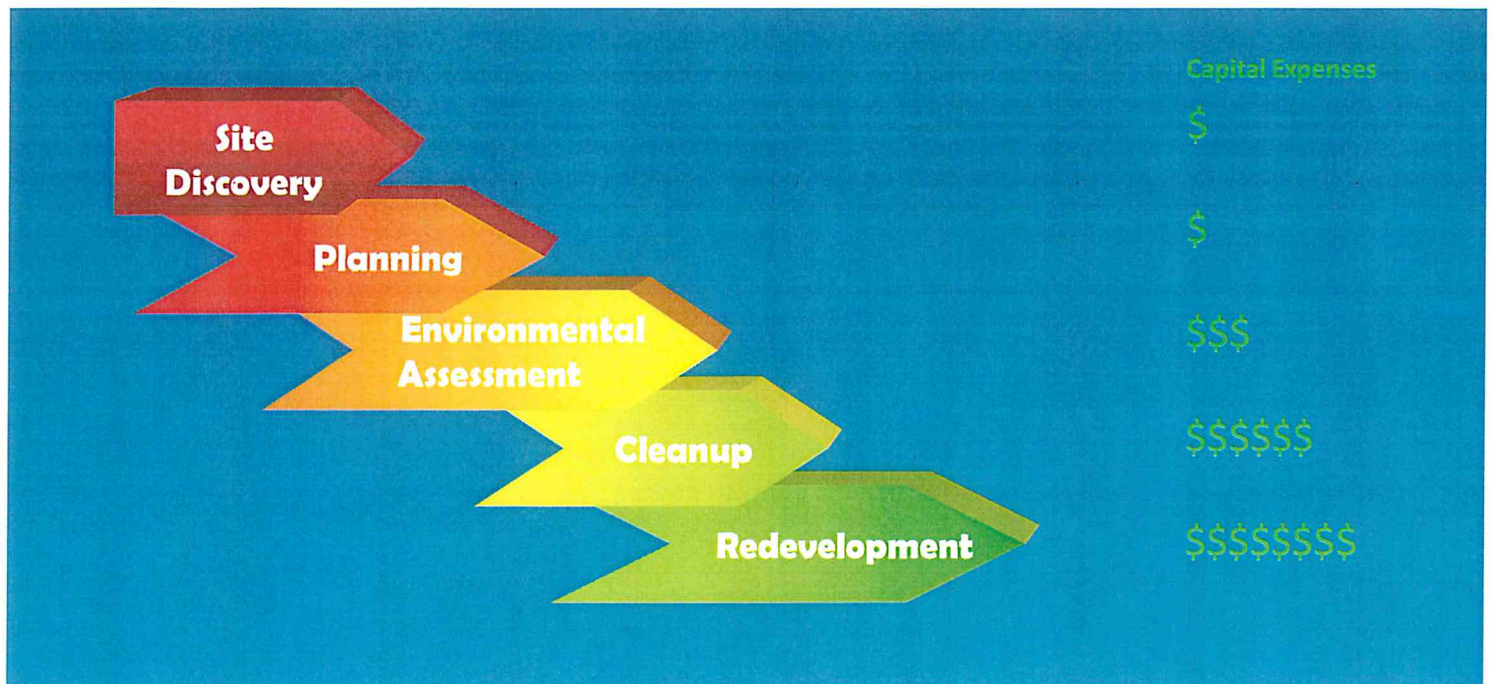 Capital Expenses
Site
Discovery
$
Planning
$
Environmental
Assessment
$$$
Cleanup
$$$$$$
Redevelopment
$$$$$$$$